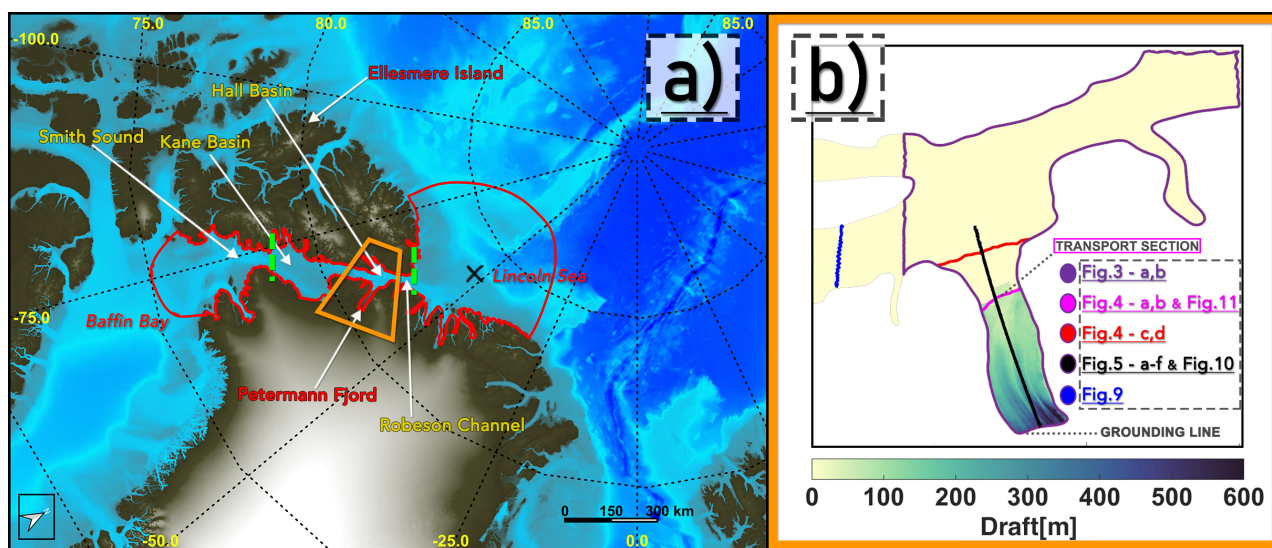 75.0
80.0
85.0
85.0
-100.0
a)
Ellesmere Island
Hall Basin
Smith Sound
Kane Basin
Lincoln Sea
Baffin Bay
-75.0
Petermann Fjord
Robeson Channel
0 150 300 km
-50.0
-25.0
0.0
b)
TRANSPORT SECTION
Fig.3 - a,b
Fig.4 - a,b & Fig.11
Fig.4 - c,d
Fig.5 - a-f & Fig.10
Fig.9
GROUNDING LINE
0 100 200 300 400 500 600
Draft[m]